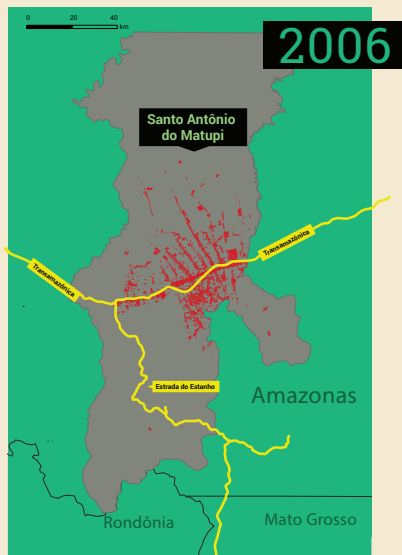 0 20 40
km
2006
Santo Antônio
do Matupi
Transamazônica
Transamazônica
Estrada do Estanho
Amazonas
Rondônia
Mato Grosso